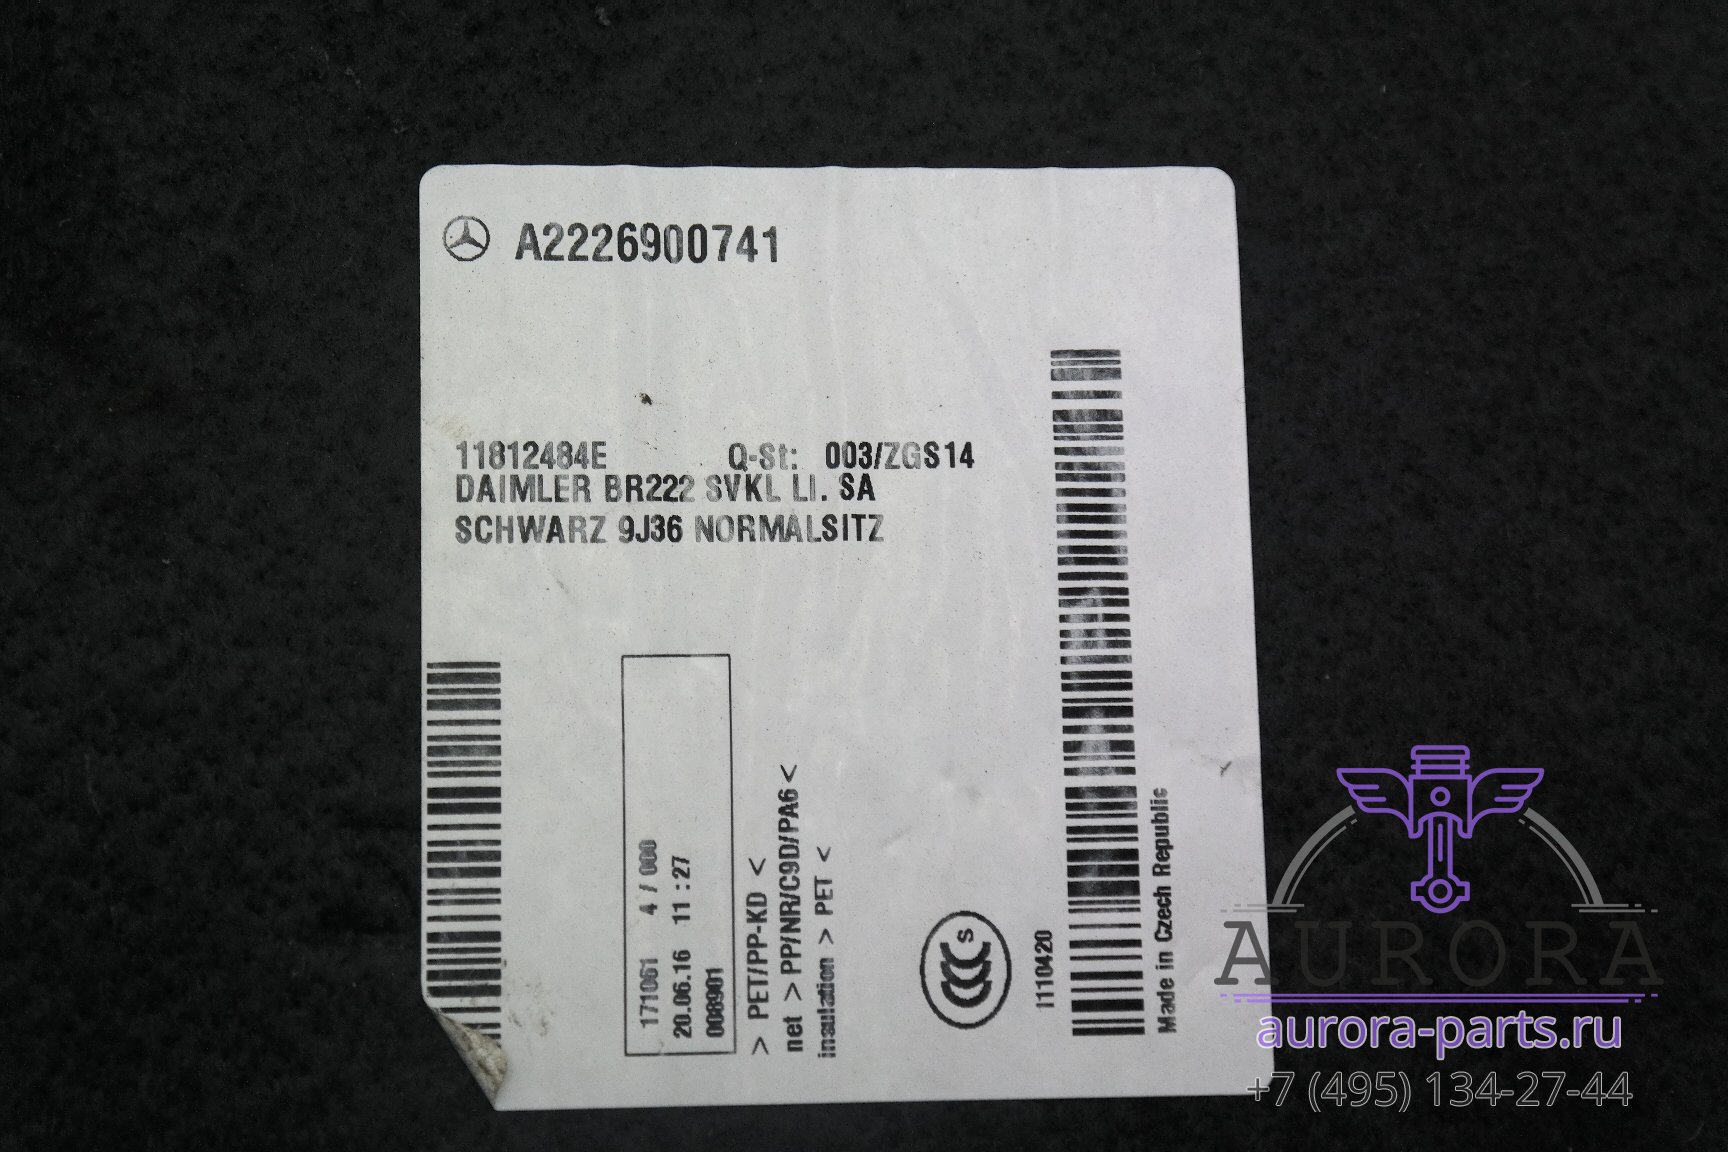 A2226900741
11812484E Q-St: 003/ZGS14
DAIMLER BR222 SVKL LI. SA
SCHWARZ 9J36 NORMALSITZ
171061 4 / 000
20.06.16 11 :27
008901
> PET/PP-KD <
net > PP/NR/C9D/PA6 <
insulation > PET <
CCC S
1110420
Made in Czech Republic
AURORA
aurora-parts.ru
+7 (495) 134-27-44